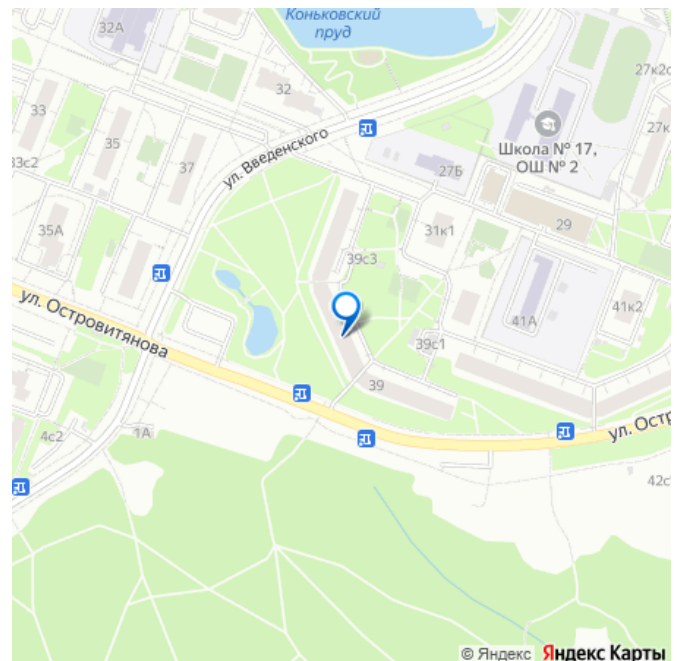 Коньковский
пруд
32А
32
27к2с
33
35
37
ул. Введенского
Школа № 17,
ОШ № 2
27к
27Б
33с2
35А
39с3
31к1
29
ул. Островитянова
41А
41к2
39с1
39
4с2
1А
ул. Остр
42с
© Яндекс Яндекс Карты